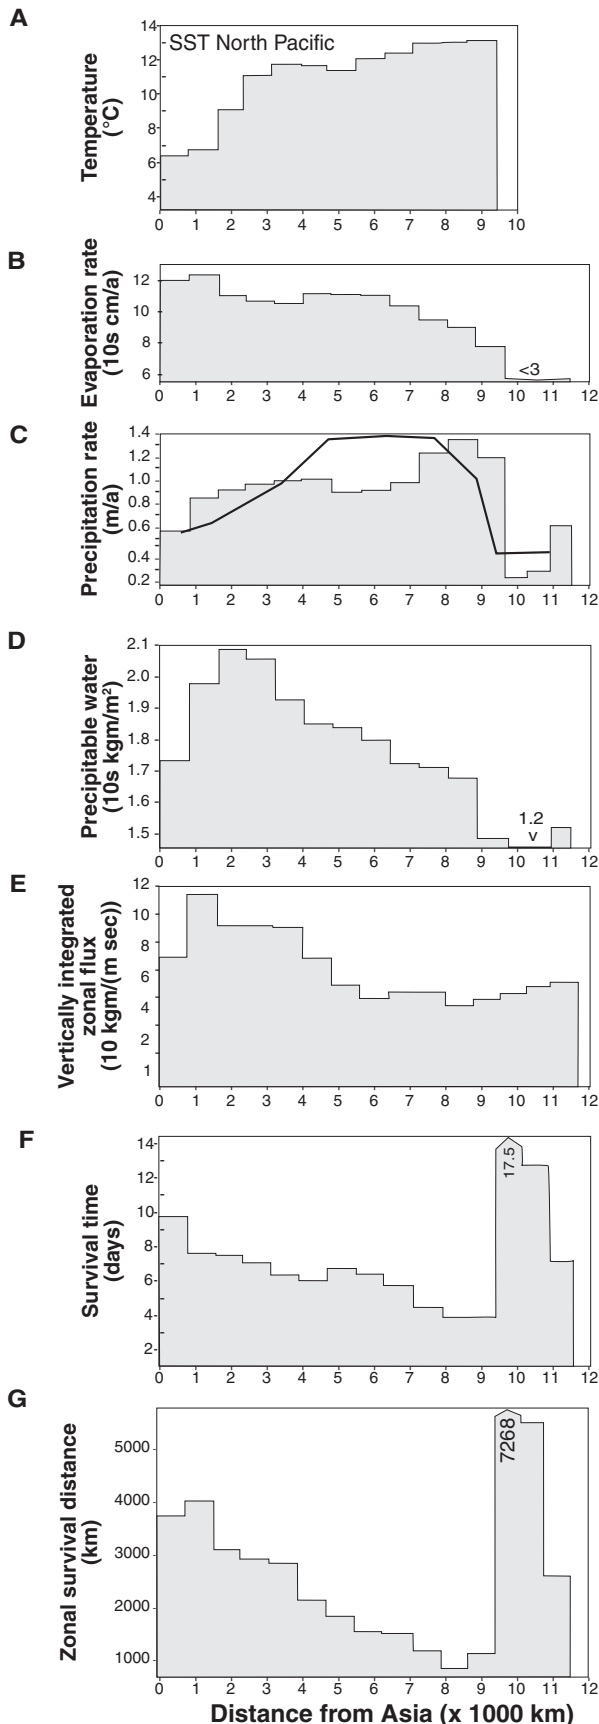 A
SST North Pacific
Temperature
(°C)
14
12
10
8
6
4
0 1 2 3 4 5 6 7 8 9 10
B
Evaporation rate
(10s cm/a)
12
10
8
6
<3
0 1 2 3 4 5 6 7 8 9 10 11 12
C
Precipitation rate
(m/a)
1.4
1.2
1.0
0.6
0.4
0.2
0 1 2 3 4 5 6 7 8 9 10 11 12
D
Precipitable water
(10s kgm/m²)
2.1
2.0
1.9
1.8
1.7
1.6
1.5
1.2
v
0 1 2 3 4 5 6 7 8 9 10 11 12
E
Vertically integrated
zonal flux
(10 kgm/(m sec))
12
10
8
6
4
2
1
0 1 2 3 4 5 6 7 8 9 10 11 12
F
Survival time
(days)
14
12
10
8
6
4
2
17.5
0 1 2 3 4 5 6 7 8 9 10 11 12
G
Zonal survival distance
(km)
5000
4000
3000
2000
1000
7268
0 1 2 3 4 5 6 7 8 9 10 11 12
Distance from Asia (x 1000 km)